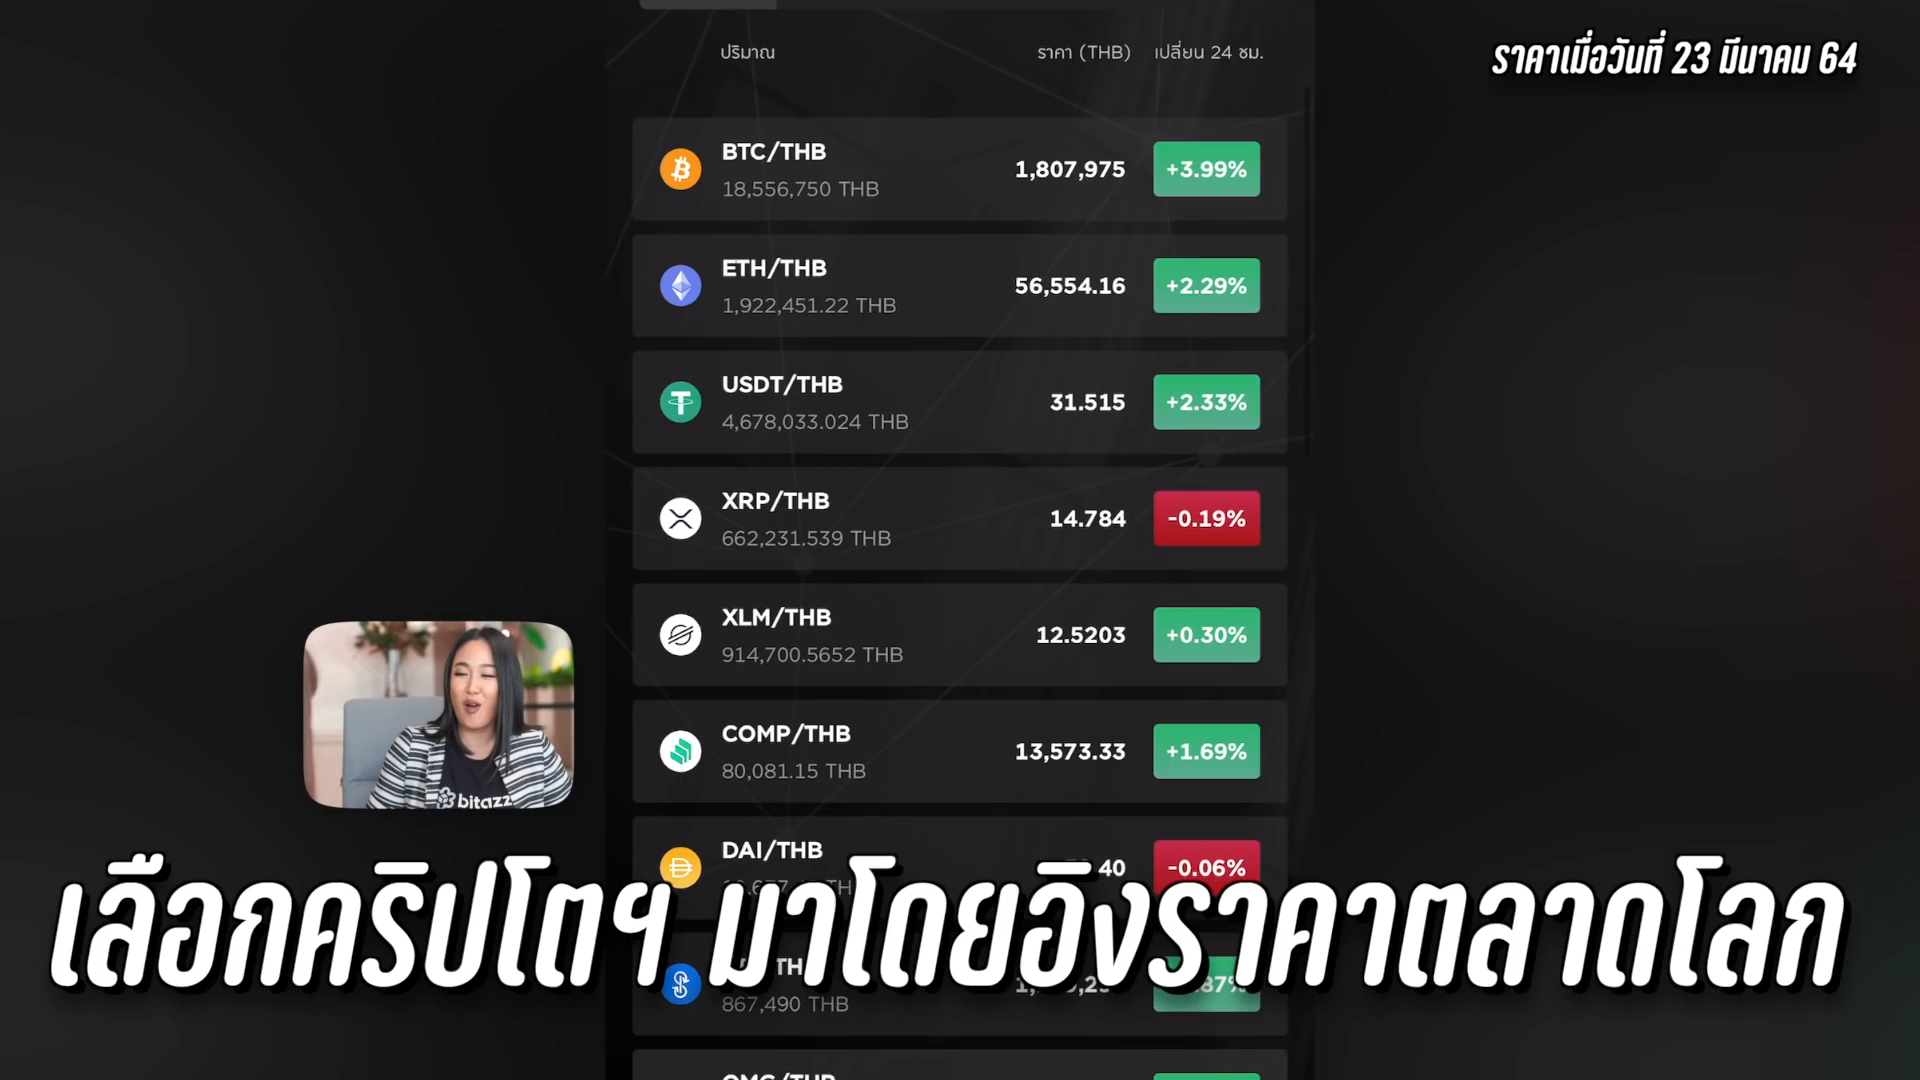 ราคาเมื่อวันที่ 23 มีนาคม 64
ปริมาณ ราคา (THB) เปลี่ยน 24 ชม.
BTC/THB
18,556,750 THB
1,807,975 +3.99%
ETH/THB
1,922,451.22 THB
56,554.16 +2.29%
USDT/THB
4,678,033.024 THB
31.515 +2.33%
XRP/THB
662,231.539 THB
14.784 -0.19%
XLM/THB
914,700.5652 THB
12.5203 +0.30%
COMP/THB
80,081.15 THB
13,573.33 +1.69%
bitazz
DAI/THB
-0.06%
เลือกคริปโตฯ มาโดยอิงราคาตลาดโลก
867,490 THB